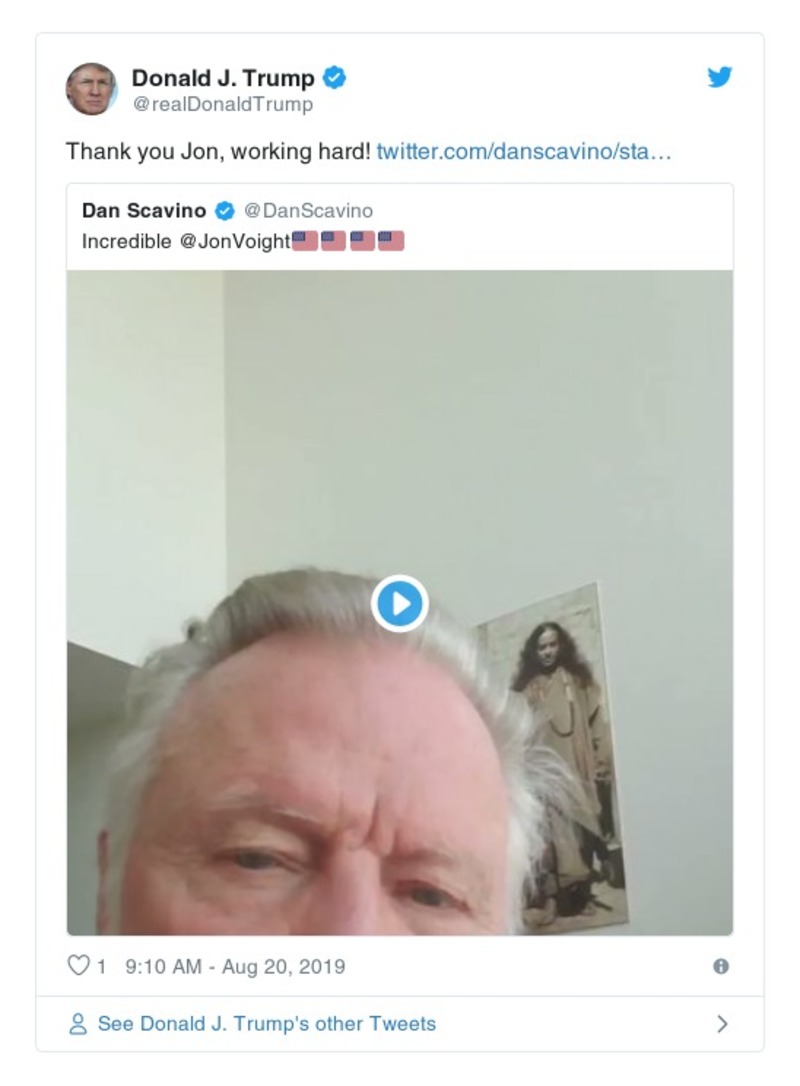 Donald J. Trump
@realDonaldTrump
Thank you Jon, working hard! twitter.com/danscavino/sta…
Dan Scavino @DanScavino
Incredible @JonVoight🇺🇸🇺🇸🇺🇸🇺🇸
1 9:10 AM - Aug 20, 2019
See Donald J. Trump's other Tweets